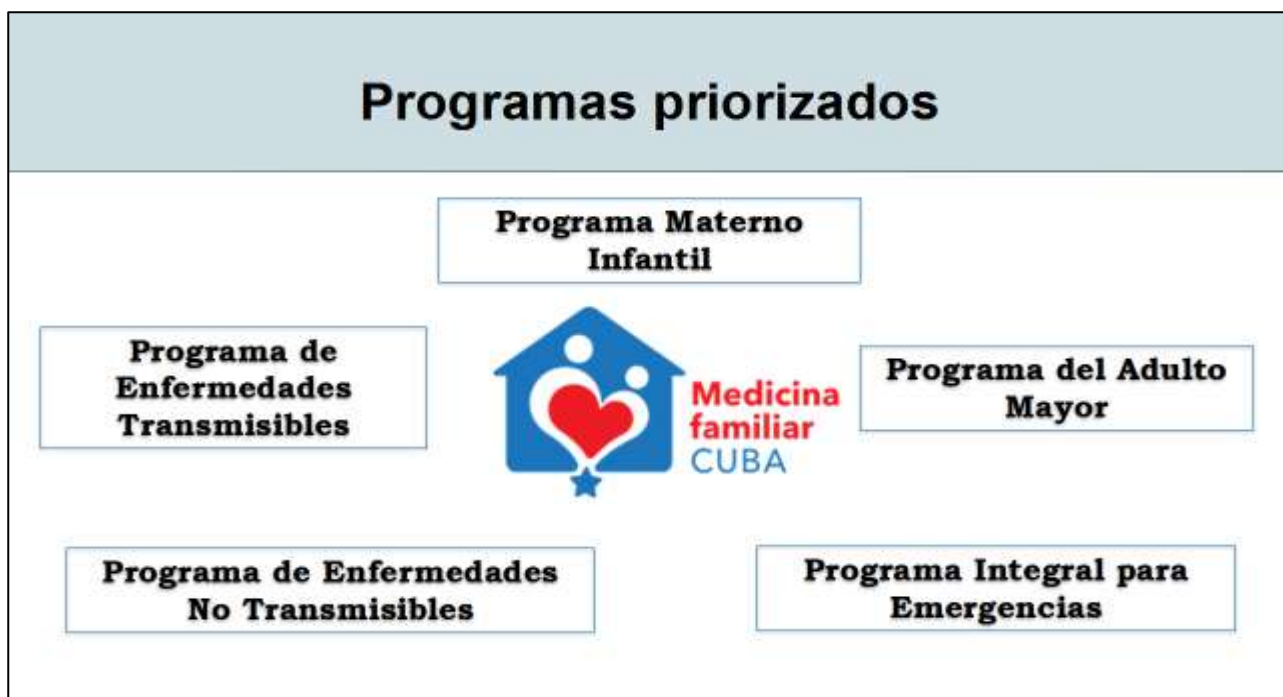 Programas priorizados
Programa Materno
Infantil
Programa de
Enfermedades
Transmisibles
Medicina
familiar
CUBA
Programa del Adulto
Mayor
Programa de Enfermedades
No Transmisibles
Programa Integral para
Emergencias